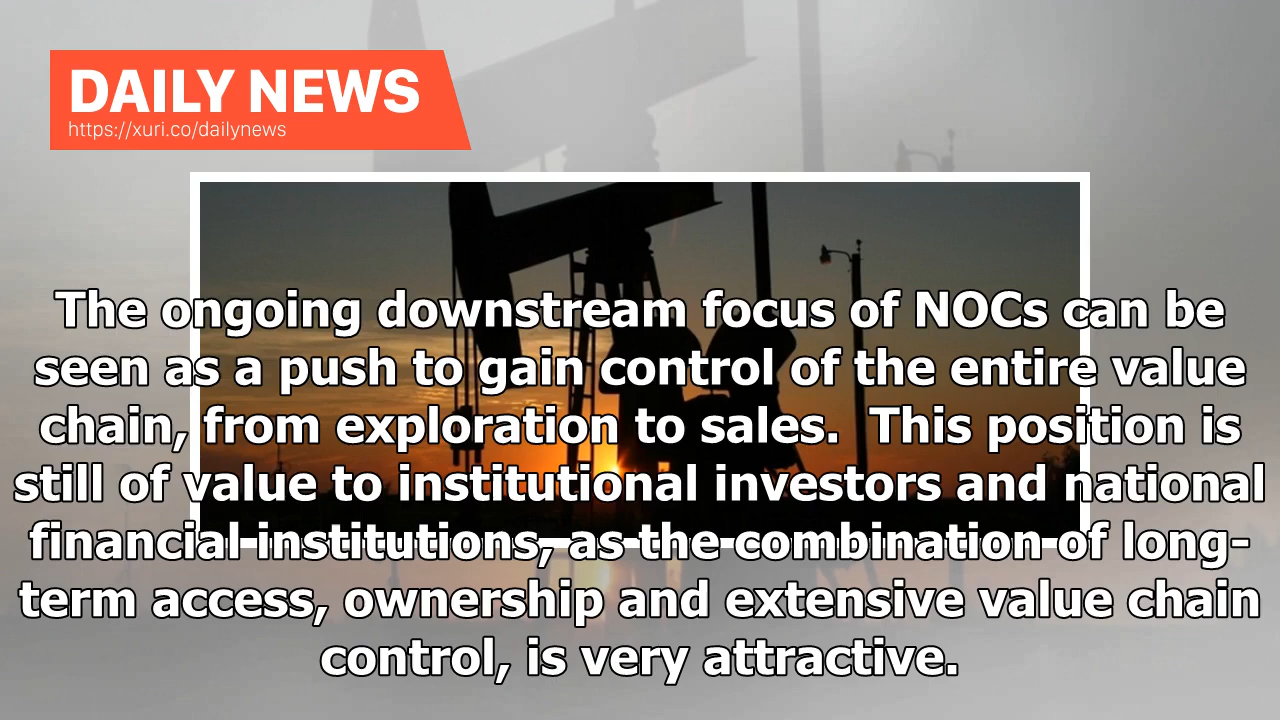 DAILY NEWS
https://xuri.co/dailynews
The ongoing downstream focus of NOCs can be
seen as a push to gain control of the entire value
chain, from exploration to sales.  This position is
still of value to institutional investors and national
financial institutions, as the combination of long-
term access, ownership and extensive value chain
control, is very attractive.